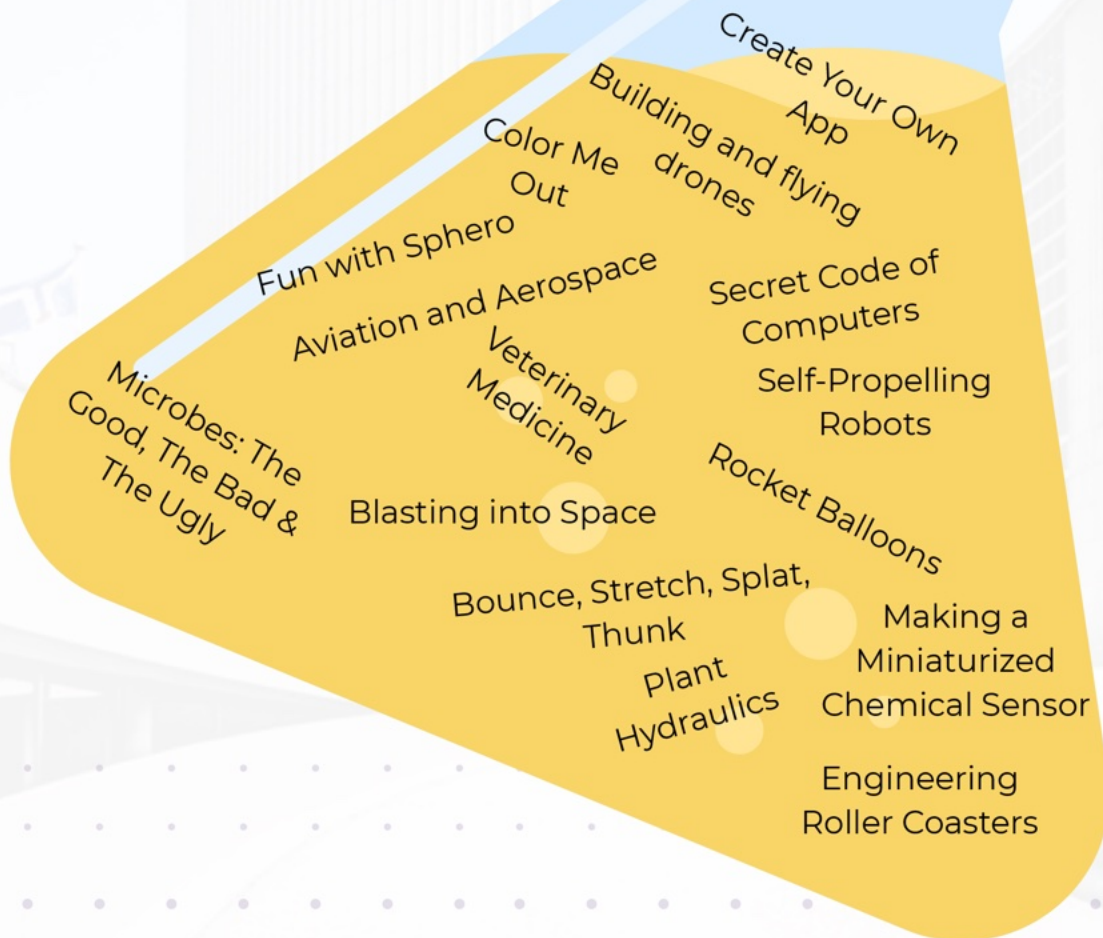 Create Your Own
App
Building and flying
drones
Color Me
Out
Fun with Sphero
Aviation and Aerospace
Secret Code of
Computers
Veterinary
Medicine
Self-Propelling
Robots
Microbes: The
Good, The Bad &
The Ugly
Rocket Balloons
Blasting into Space
Bounce, Stretch, Splat,
Thunk
Making a
Miniaturized
Chemical Sensor
Plant
Hydraulics
Engineering
Roller Coasters